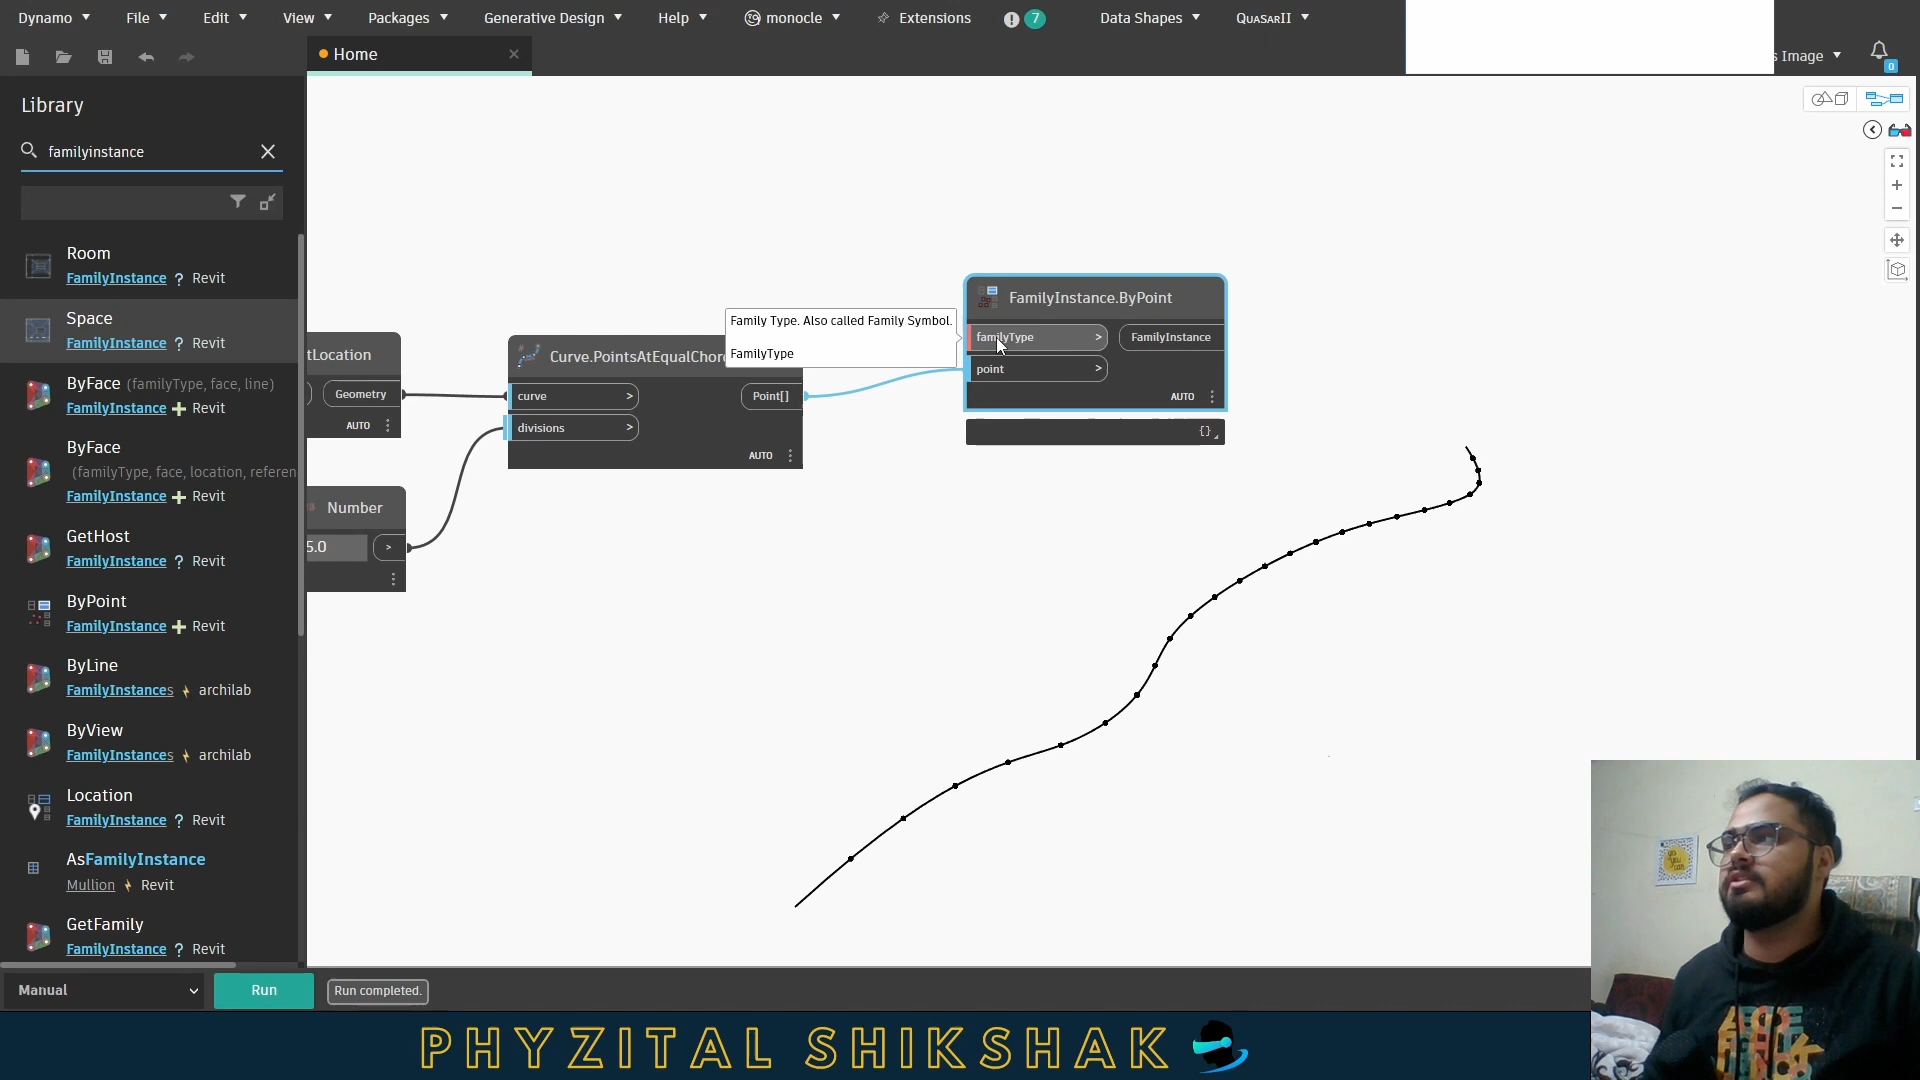 Dynamo File Edit View Packages Generative Design Help monocle Extensions 7 Data Shapes QUASARII
Home
s Image
0
Library
familyinstance
Room
FamilyInstance ? Revit
Space
FamilyInstance ? Revit
ByFace (familyType, face, line)
FamilyInstance + Revit
ByFace
(familyType, face, location, referen
FamilyInstance + Revit
GetHost
FamilyInstance ? Revit
ByPoint
FamilyInstance + Revit
ByLine
FamilyInstances archilab
ByView
FamilyInstances archilab
Location
FamilyInstance ? Revit
AsFamilyInstance
Mullion Revit
GetFamily
FamilyInstance ? Revit
tLocation
Geometry
AUTO
Number
5.0 >
Curve.PointsAtEqualChor
curve >
Point[]
divisions >
AUTO
Family Type. Also called Family Symbol.
FamilyType
FamilyInstance.ByPoint
familyType >
FamilyInstance
point >
AUTO
{}
Manual
Run
Run completed.
PHYZITAL SHIKSHAK